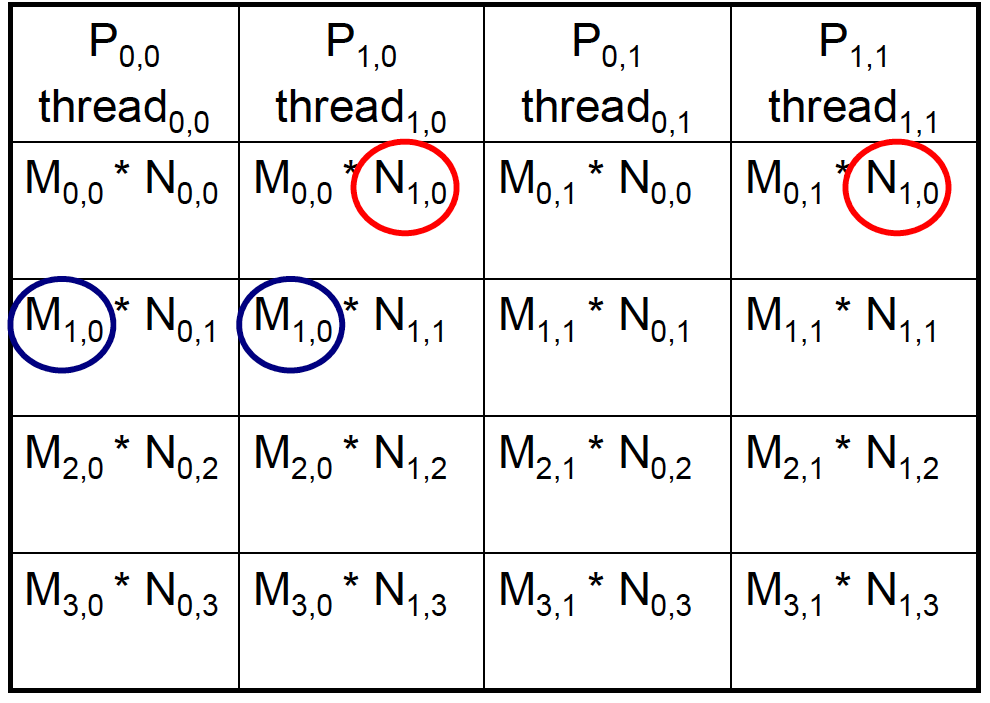 P0,0 P1,0 P0,1 P1,1
thread0,0 thread1,0 thread0,1 thread1,1
M0,0 * N0,0 M0,0 * N1,0 M0,1 * N0,0 M0,1 * N1,0
M1,0 * N0,1 M1,0 * N1,1 M1,1 * N0,1 M1,1 * N1,1
M2,0 * N0,2 M2,0 * N1,2 M2,1 * N0,2 M2,1 * N1,2
M3,0 * N0,3 M3,0 * N1,3 M3,1 * N0,3 M3,1 * N1,3